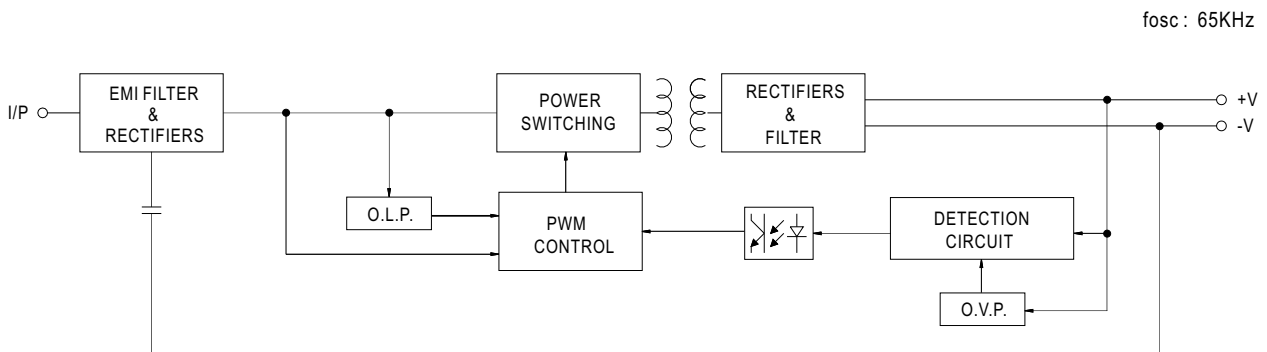 fosc : 65KHz
I/P
EMI FILTER
&
RECTIFIERS
POWER
SWITCHING
RECTIFIERS
&
FILTER
+V
-V
O.L.P.
PWM
CONTROL
DETECTION
CIRCUIT
O.V.P.